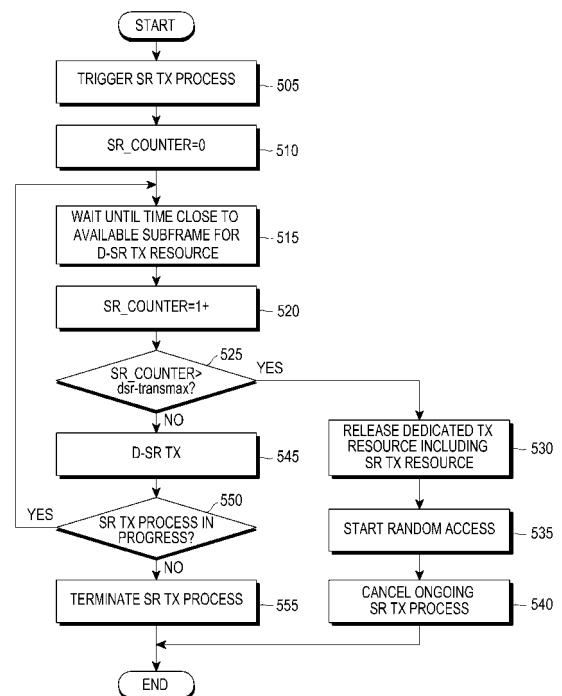 START
TRIGGER SR TX PROCESS
505
SR_COUNTER=0
510
WAIT UNTIL TIME CLOSE TO
AVAILABLE SUBFRAME FOR
D-SR TX RESOURCE
515
SR_COUNTER=1+
520
525
SR_COUNTER>
dsr-transmax?
YES
NO
RELEASE DEDICATED TX
RESOURCE INCLUDING
SR TX RESOURCE
530
D-SR TX
545
START RANDOM ACCESS
535
550
SR TX PROCESS IN
PROGRESS?
YES
NO
TERMINATE SR TX PROCESS
555
CANCEL ONGOING
SR TX PROCESS
540
END